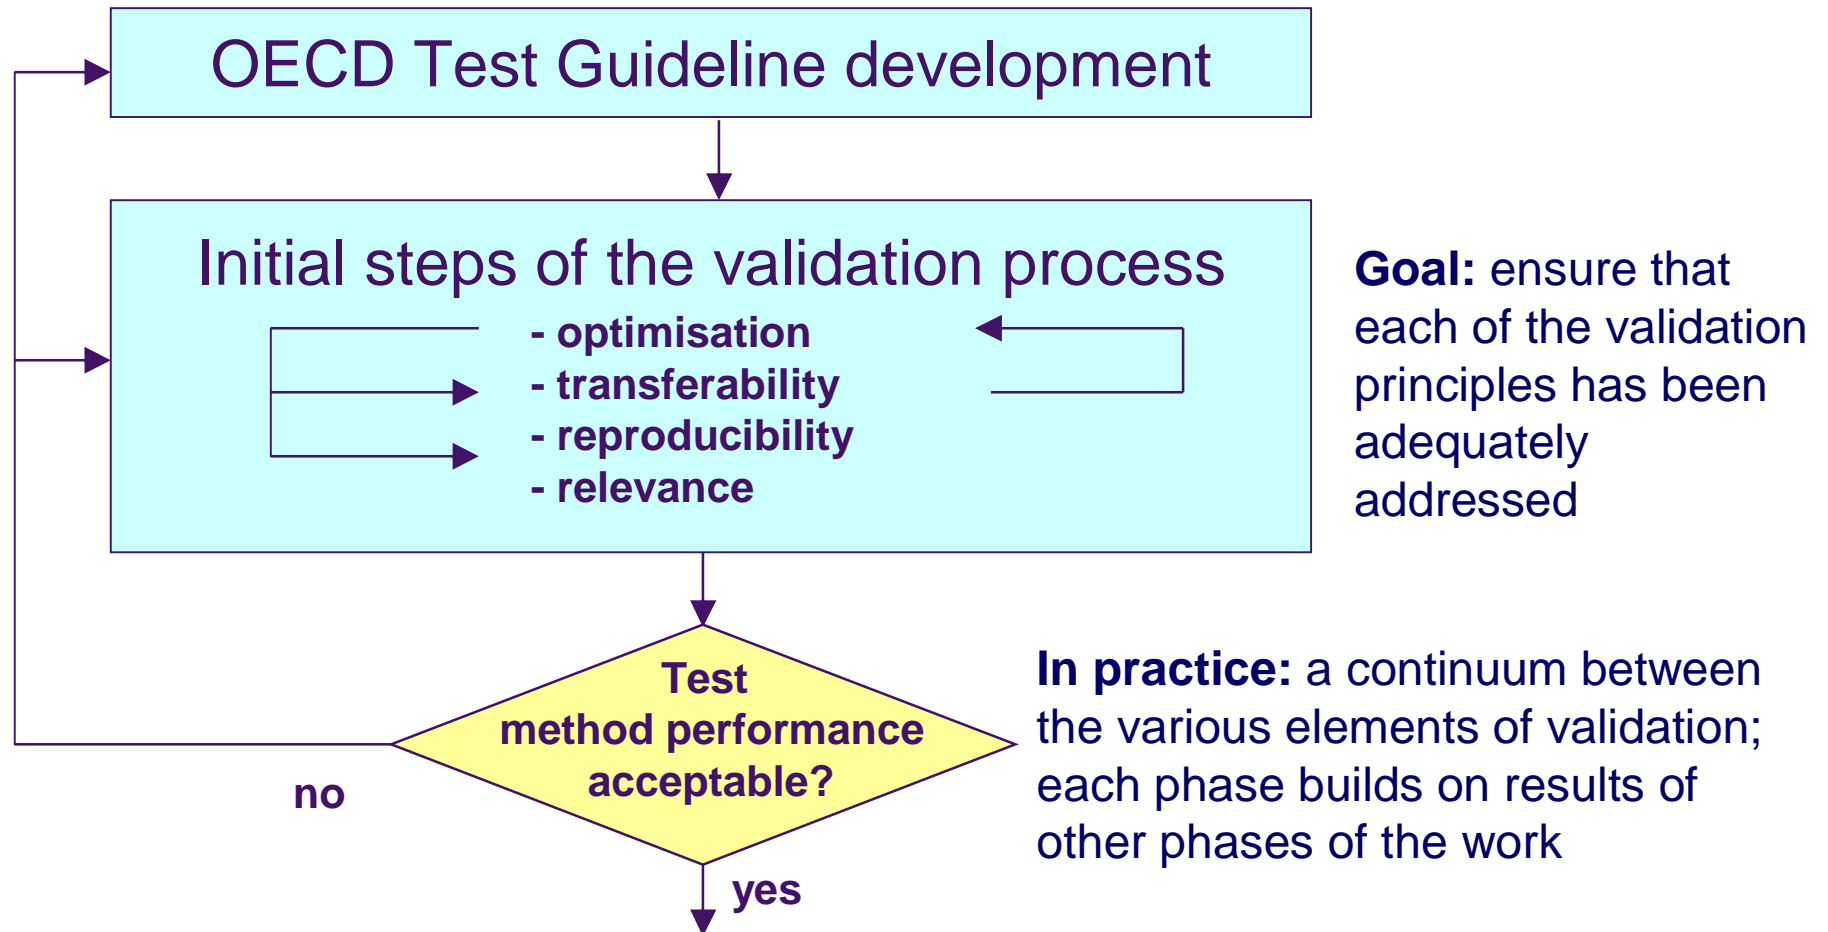 OECD Test Guideline development
Initial steps of the validation process
- optimisation
- transferability
- reproducibility
- relevance
Goal: ensure that
each of the validation
principles has been
adequately
addressed
Test
method performance
acceptable?
In practice: a continuum between
the various elements of validation;
each phase builds on results of
other phases of the work
no
yes